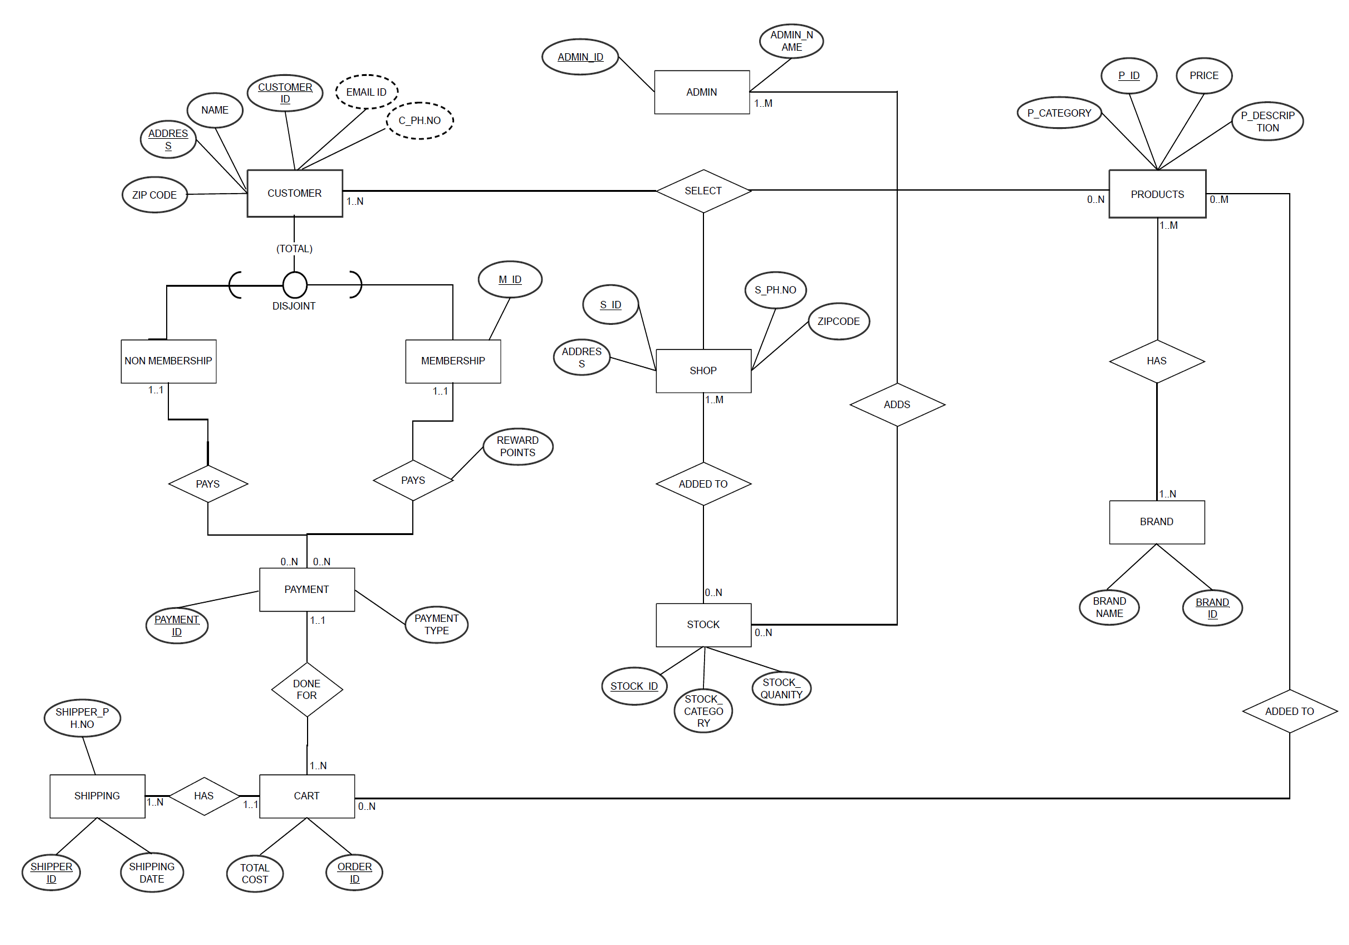 ADMIN_N
AME
ADMIN_ID
ADMIN
1..M
P_ID
PRICE
P_CATEGORY
P_DESCRIP
TION
CUSTOMER
ID
EMAIL ID
NAME
C_PH.NO
ADDRES
S
ZIP CODE
CUSTOMER
1..N
SELECT
0..N
PRODUCTS
0..M
1..M
(TOTAL)
DISJOINT
M_ID
S_ID
S_PH.NO
ZIPCODE
ADDRES
S
NON MEMBERSHIP
1..1
MEMBERSHIP
1..1
SHOP
1..M
HAS
ADDS
REWARD
POINTS
PAYS
PAYS
ADDED TO
1..N
BRAND
BRAND
NAME
BRAND
ID
0..N
0..N
PAYMENT
1..1
PAYMENT
ID
PAYMENT
TYPE
0..N
STOCK
0..N
STOCK_ID
STOCK_
CATEGO
RY
STOCK_
QUANITY
DONE
FOR
ADDED TO
SHIPPER_P
H.NO
1..N
SHIPPING
1..N
HAS
1..1
CART
0..N
SHIPPER
ID
SHIPPING
DATE
TOTAL
COST
ORDER
ID